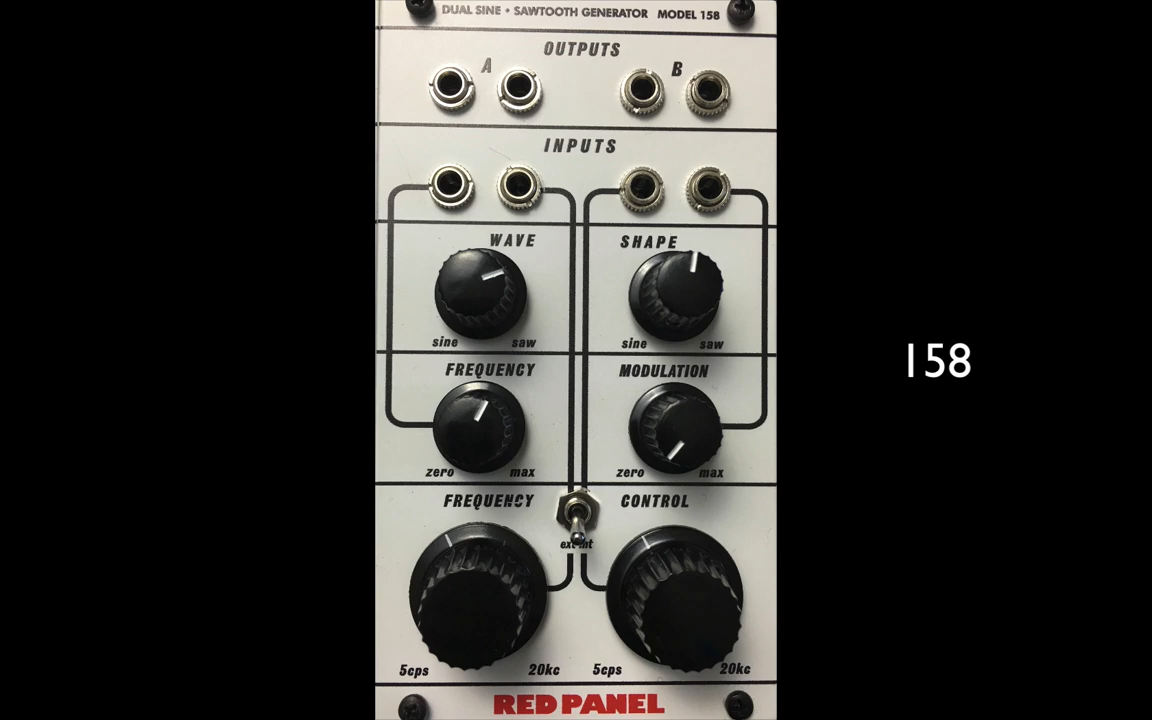 DUAL SINE • SAWTOOTH GENERATOR MODEL 158
OUTPUTS
A B
INPUTS
WAVE SHAPE
sine saw sine saw
FREQUENCY MODULATION
zero max zero max
FREQUENCY CONTROL
ext int
5cps 20kc 5cps 20kc
RED PANEL
158